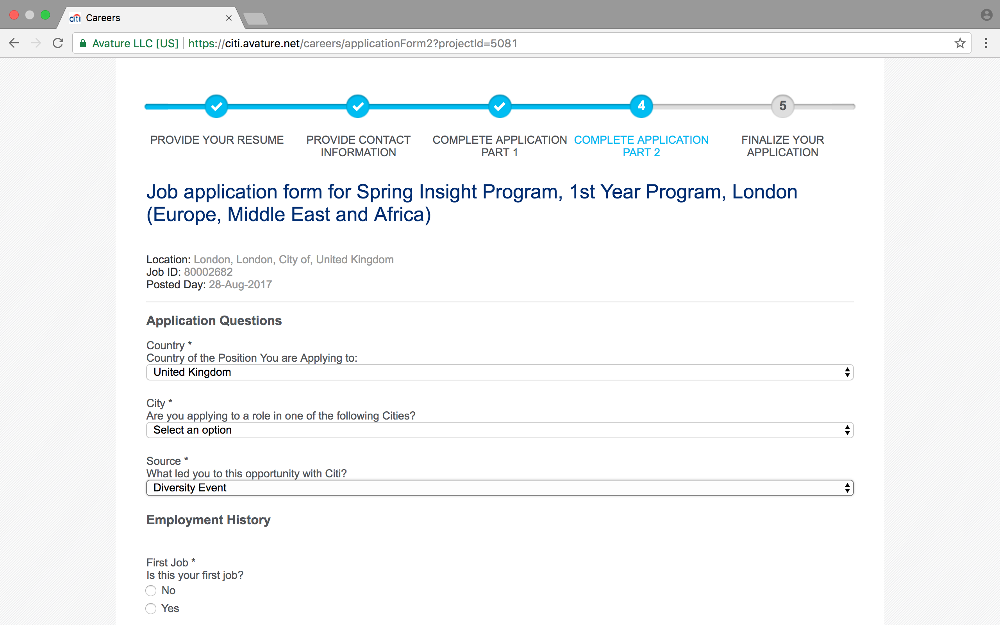 citi Careers
Avature LLC [US] https://citi.avature.net/careers/applicationForm2?projectId=5081
4
5
PROVIDE YOUR RESUME
PROVIDE CONTACT
INFORMATION
COMPLETE APPLICATION
PART 1
COMPLETE APPLICATION
PART 2
FINALIZE YOUR
APPLICATION
Job application form for Spring Insight Program, 1st Year Program, London
(Europe, Middle East and Africa)
Location: London, London, City of, United Kingdom
Job ID: 80002682
Posted Day: 28-Aug-2017
Application Questions
Country *
Country of the Position You are Applying to:
United Kingdom
City *
Are you applying to a role in one of the following Cities?
Select an option
Source *
What led you to this opportunity with Citi?
Diversity Event
Employment History
First Job *
Is this your first job?
No
Yes